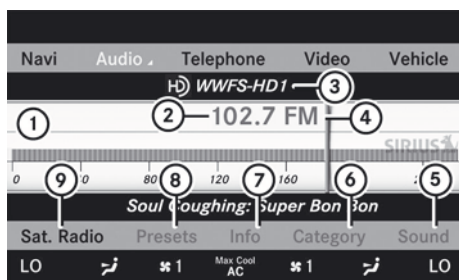 Navi Audio Telephone Video Vehicle
HD WWFS-HD1 3
1 2 102.7 FM 4
SIRIUS
9 8 7 6 5
0 80 120 160
Soul Coughing: Super Bon Bon
Sat. Radio Presets Info Category Sound
LO 1 Max Cool AC 1 LO